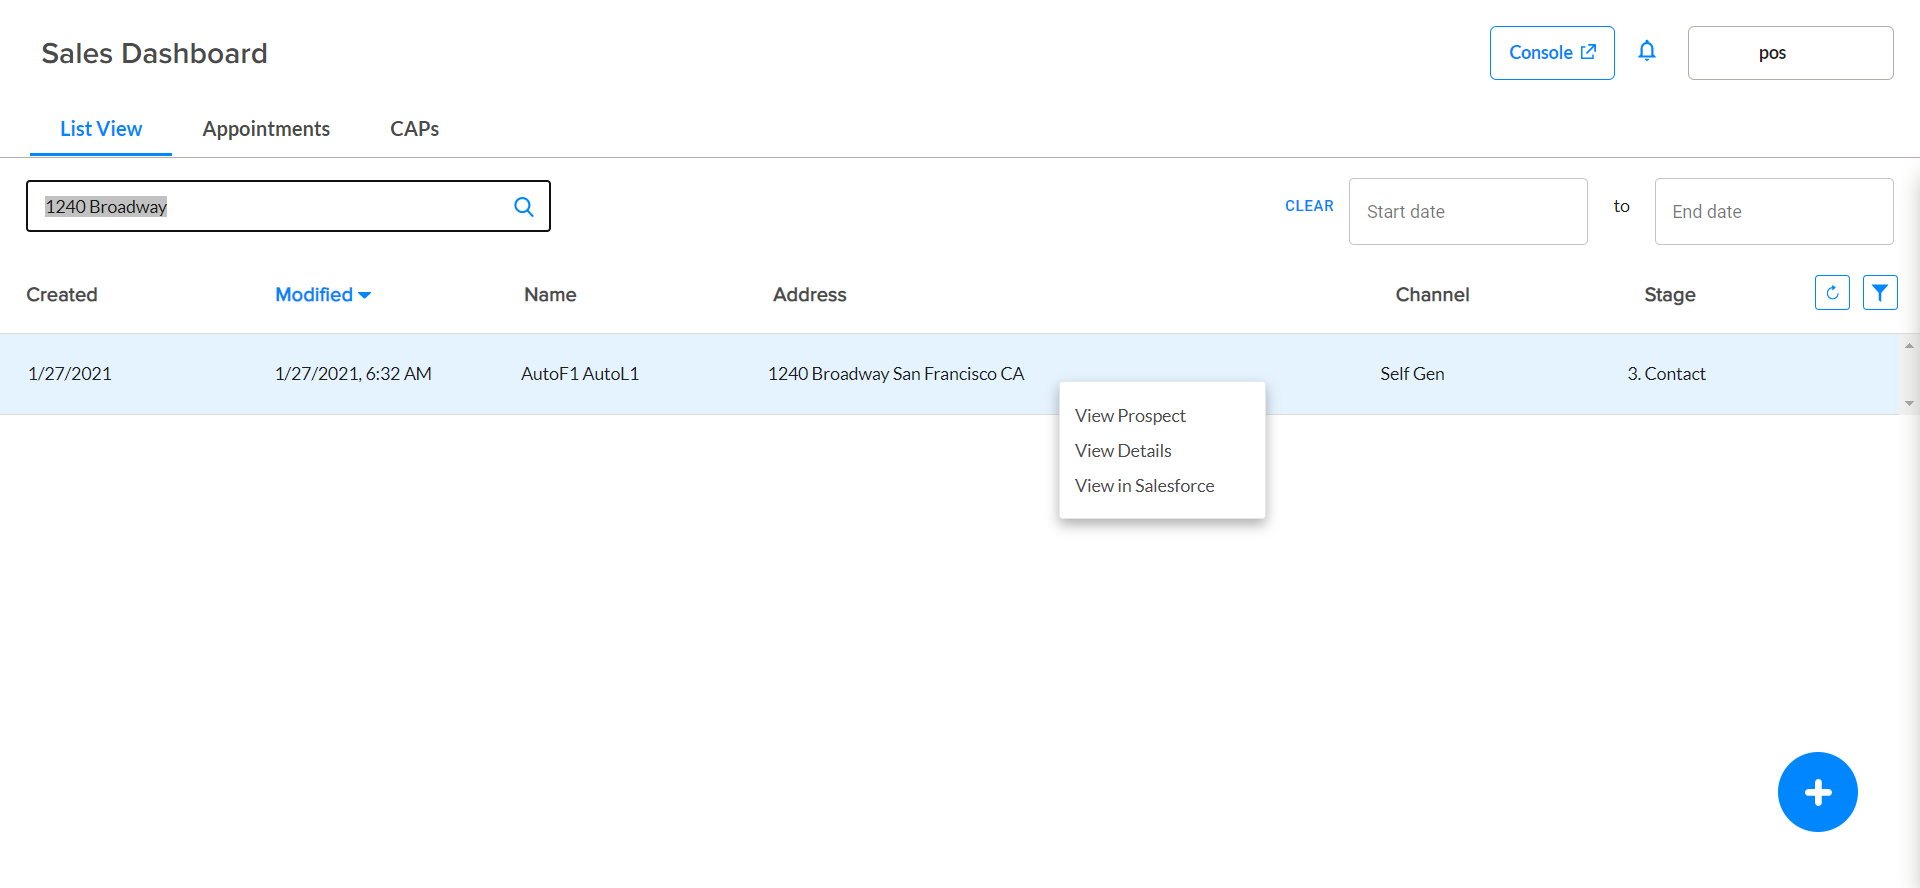 Sales Dashboard
Console
pos
List View
Appointments
CAPs
1240 Broadway
CLEAR
Start date
to
End date
Created
Modified
Name
Address
Channel
Stage
1/27/2021
1/27/2021, 6:32 AM
AutoF1 AutoL1
1240 Broadway San Francisco CA
Self Gen
3. Contact
View Prospect
View Details
View in Salesforce